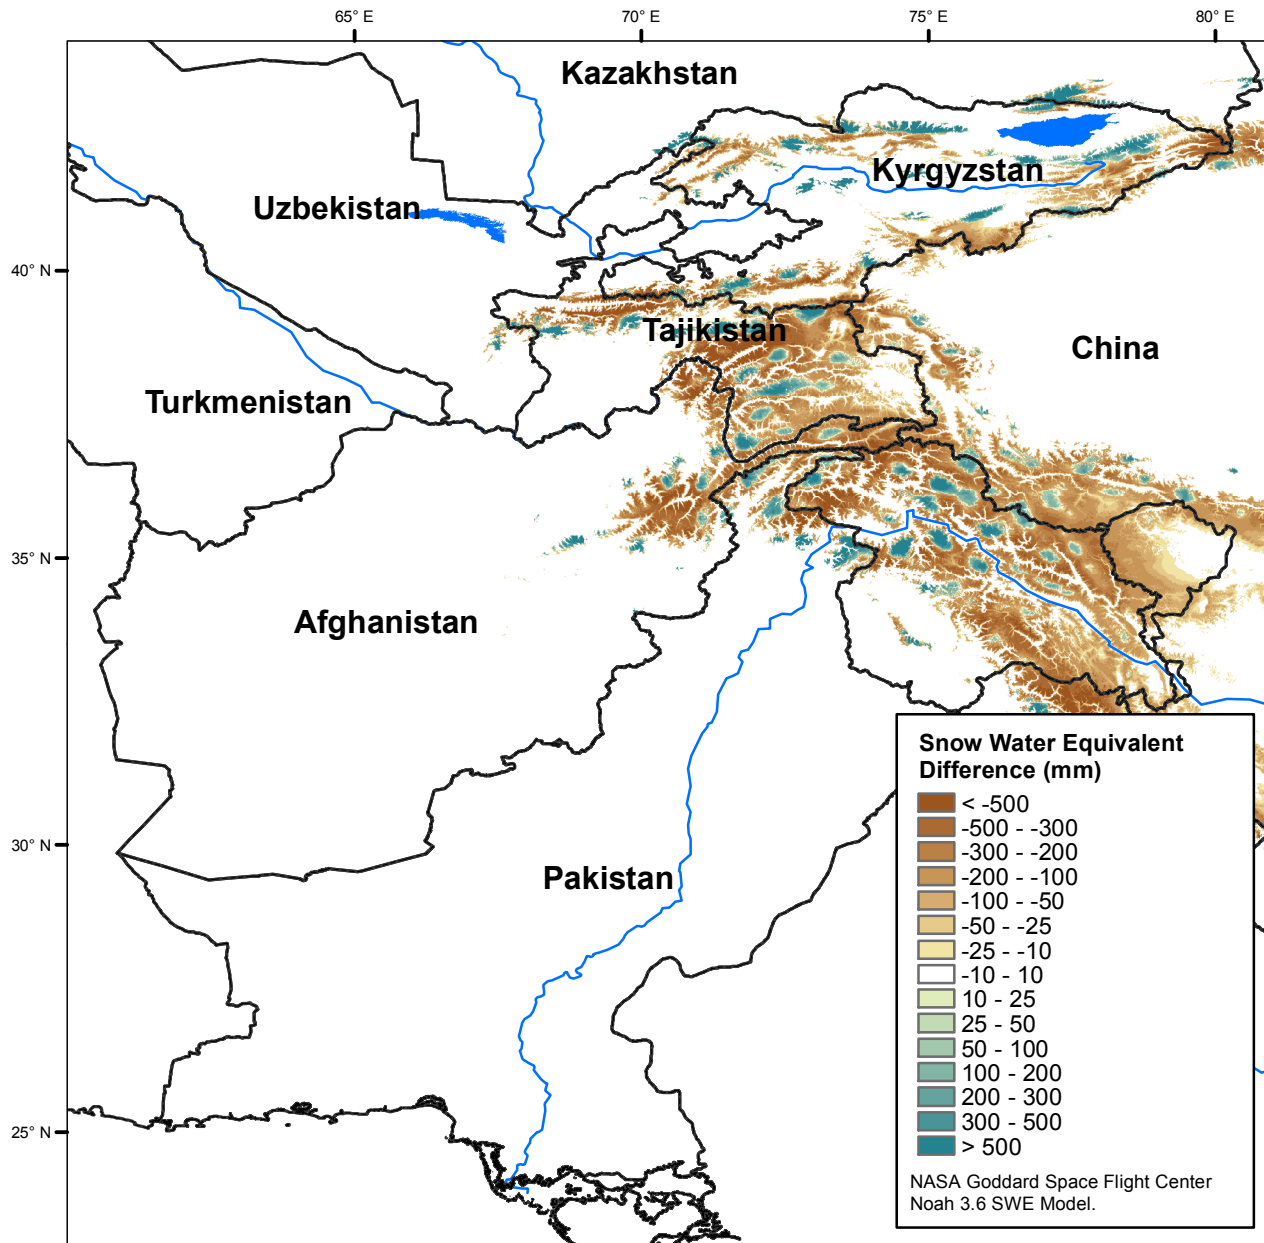 65° E
70° E
75° E
80° E
Kazakhstan
Kyrgyzstan
Uzbekistan
40° N
Tajikistan
China
Turkmenistan
35° N
Afghanistan
30° N
Pakistan
25° N
Snow Water Equivalent
Difference (mm)
< -500
-500 - -300
-300 - -200
-200 - -100
-100 - -50
-50 - -25
-25 - -10
-10 - 10
10 - 25
25 - 50
50 - 100
100 - 200
200 - 300
300 - 500
> 500
NASA Goddard Space Flight Center
Noah 3.6 SWE Model.